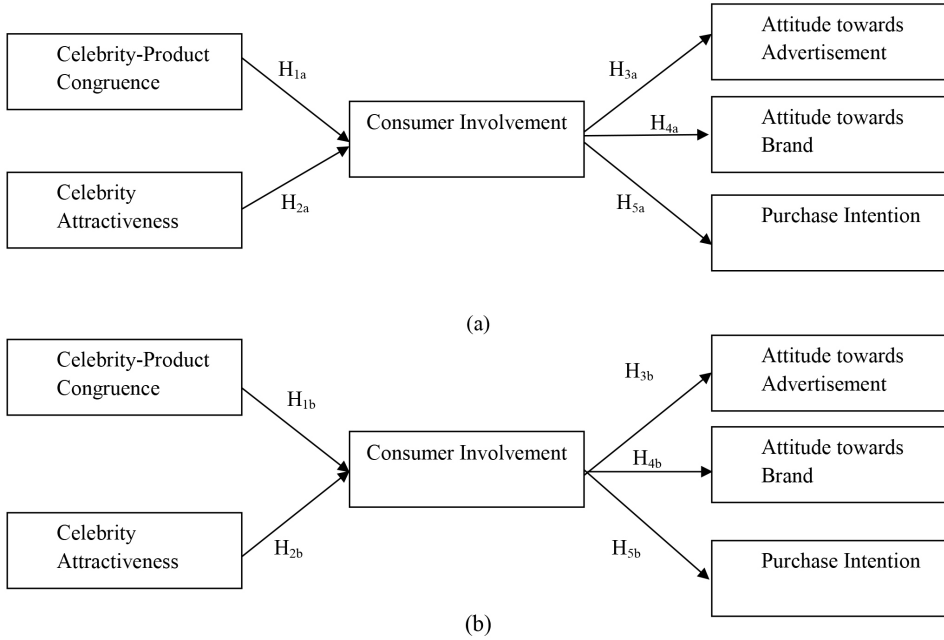 Celebrity-Product
Congruence
H1a
Celebrity
Attractiveness
H2a
Consumer Involvement
H3a
Attitude towards
Advertisement
H4a
Attitude towards
Brand
H5a
Purchase Intention
(a)
Celebrity-Product
Congruence
H1b
Celebrity
Attractiveness
H2b
Consumer Involvement
H3b
Attitude towards
Advertisement
H4b
Attitude towards
Brand
H5b
Purchase Intention
(b)